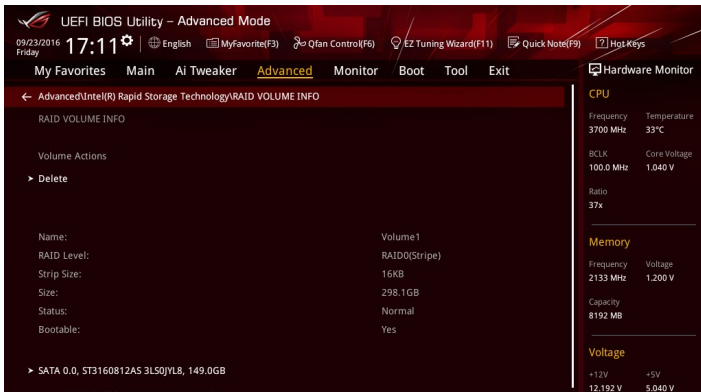 UEFI BIOS Utility – Advanced Mode
09/23/2016 Friday 17:11 English MyFavorite(F3) Qfan Control(F6) EZ Tuning Wizard(F11) Quick Note(F9) Hot Keys
My Favorites Main Ai Tweaker Advanced Monitor Boot Tool Exit
← Advanced\Intel(R) Rapid Storage Technology\RAID VOLUME INFO
RAID VOLUME INFO
Volume Actions
> Delete
Name: Volume1
RAID Level: RAID0(Stripe)
Strip Size: 16KB
Size: 298.1GB
Status: Normal
Bootable: Yes
> SATA 0.0, ST3160812AS 3LS0JYL8, 149.0GB
Hardware Monitor
CPU
Frequency Temperature
3700 MHz 33°C
BCLK Core Voltage
100.0 MHz 1.040 V
Ratio
37x
Memory
Frequency Voltage
2133 MHz 1.200 V
Capacity
8192 MB
Voltage
+12V +5V
12.192 V 5.040 V